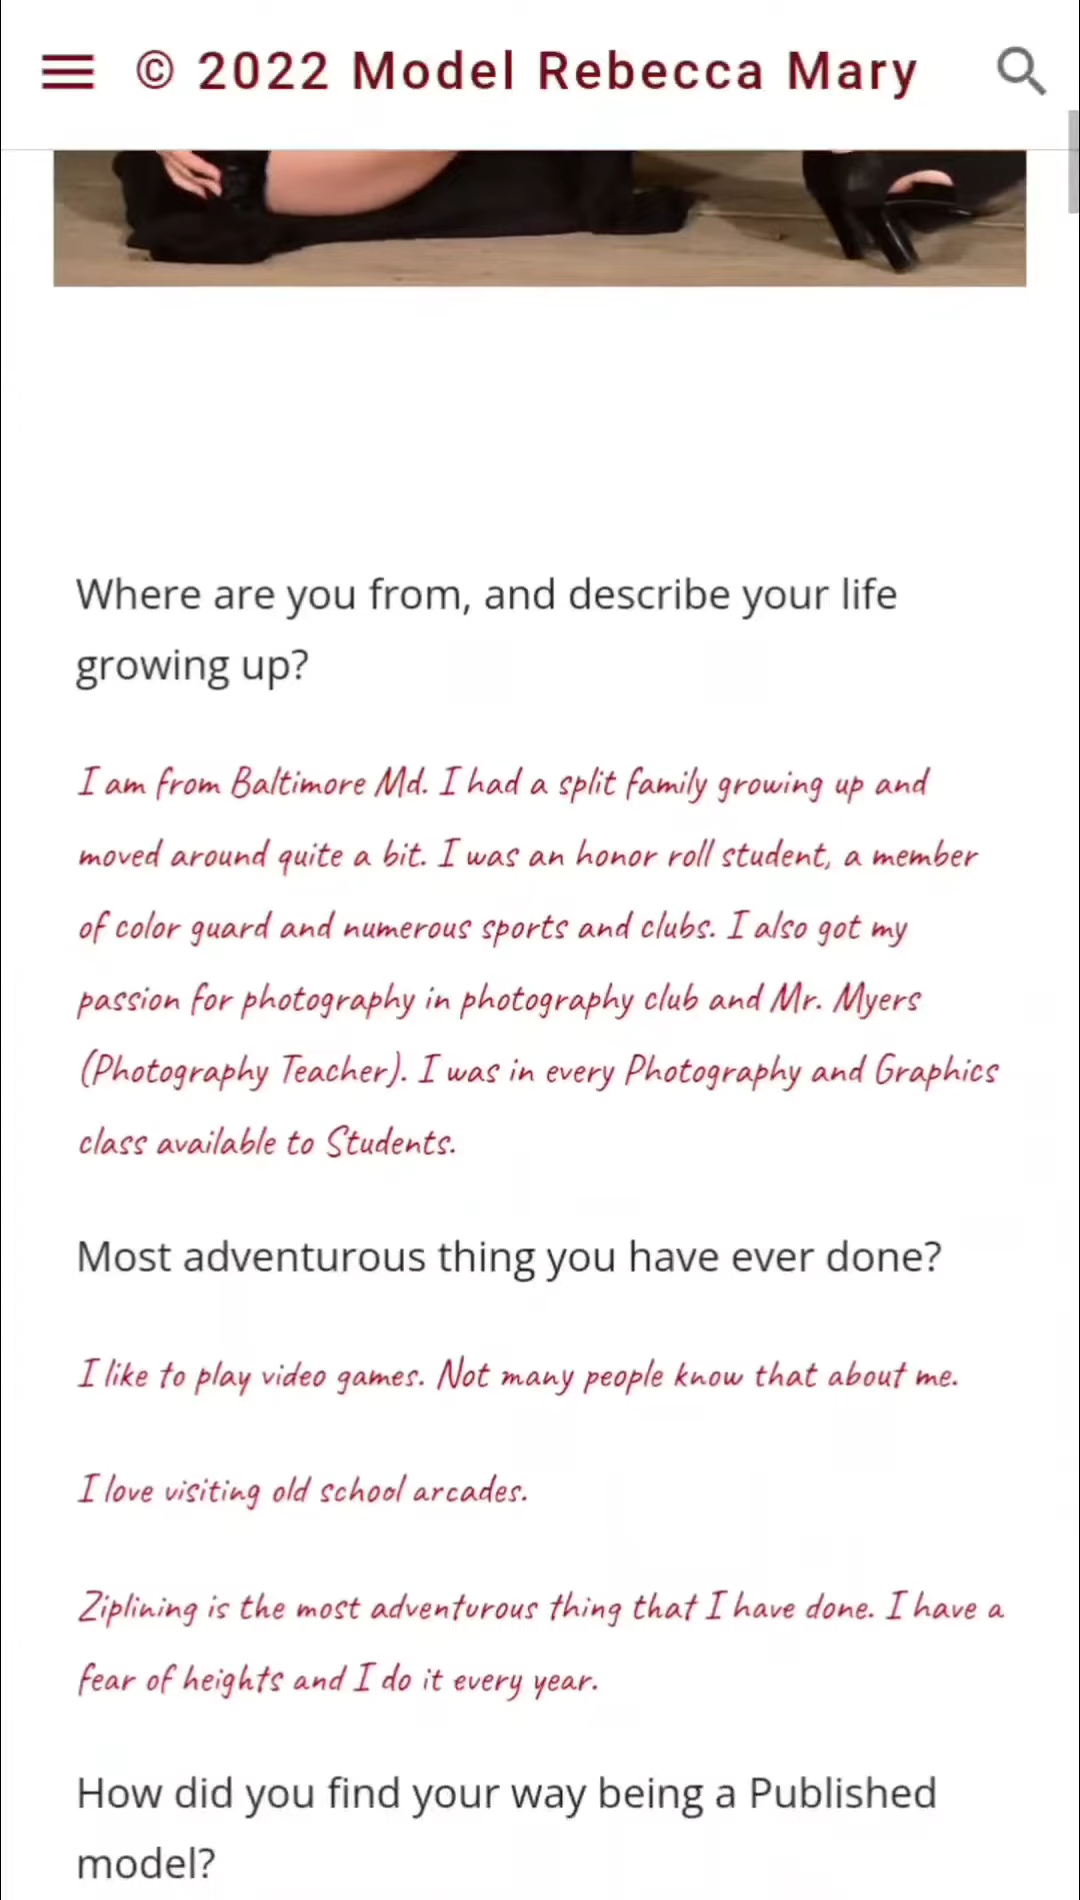 © 2022 Model Rebecca Mary
Where are you from, and describe your life
growing up?
I am from Baltimore Md. I had a split family growing up and
moved around quite a bit. I was an honor roll student, a member
of color guard and numerous sports and clubs. I also got my
passion for photography in photography club and Mr. Myers
(Photography Teacher). I was in every Photography and Graphics
class available to Students.
Most adventurous thing you have ever done?
I like to play video games. Not many people know that about me.
I love visiting old school arcades.
Ziplining is the most adventurous thing that I have done. I have a
fear of heights and I do it every year.
How did you find your way being a Published
model?